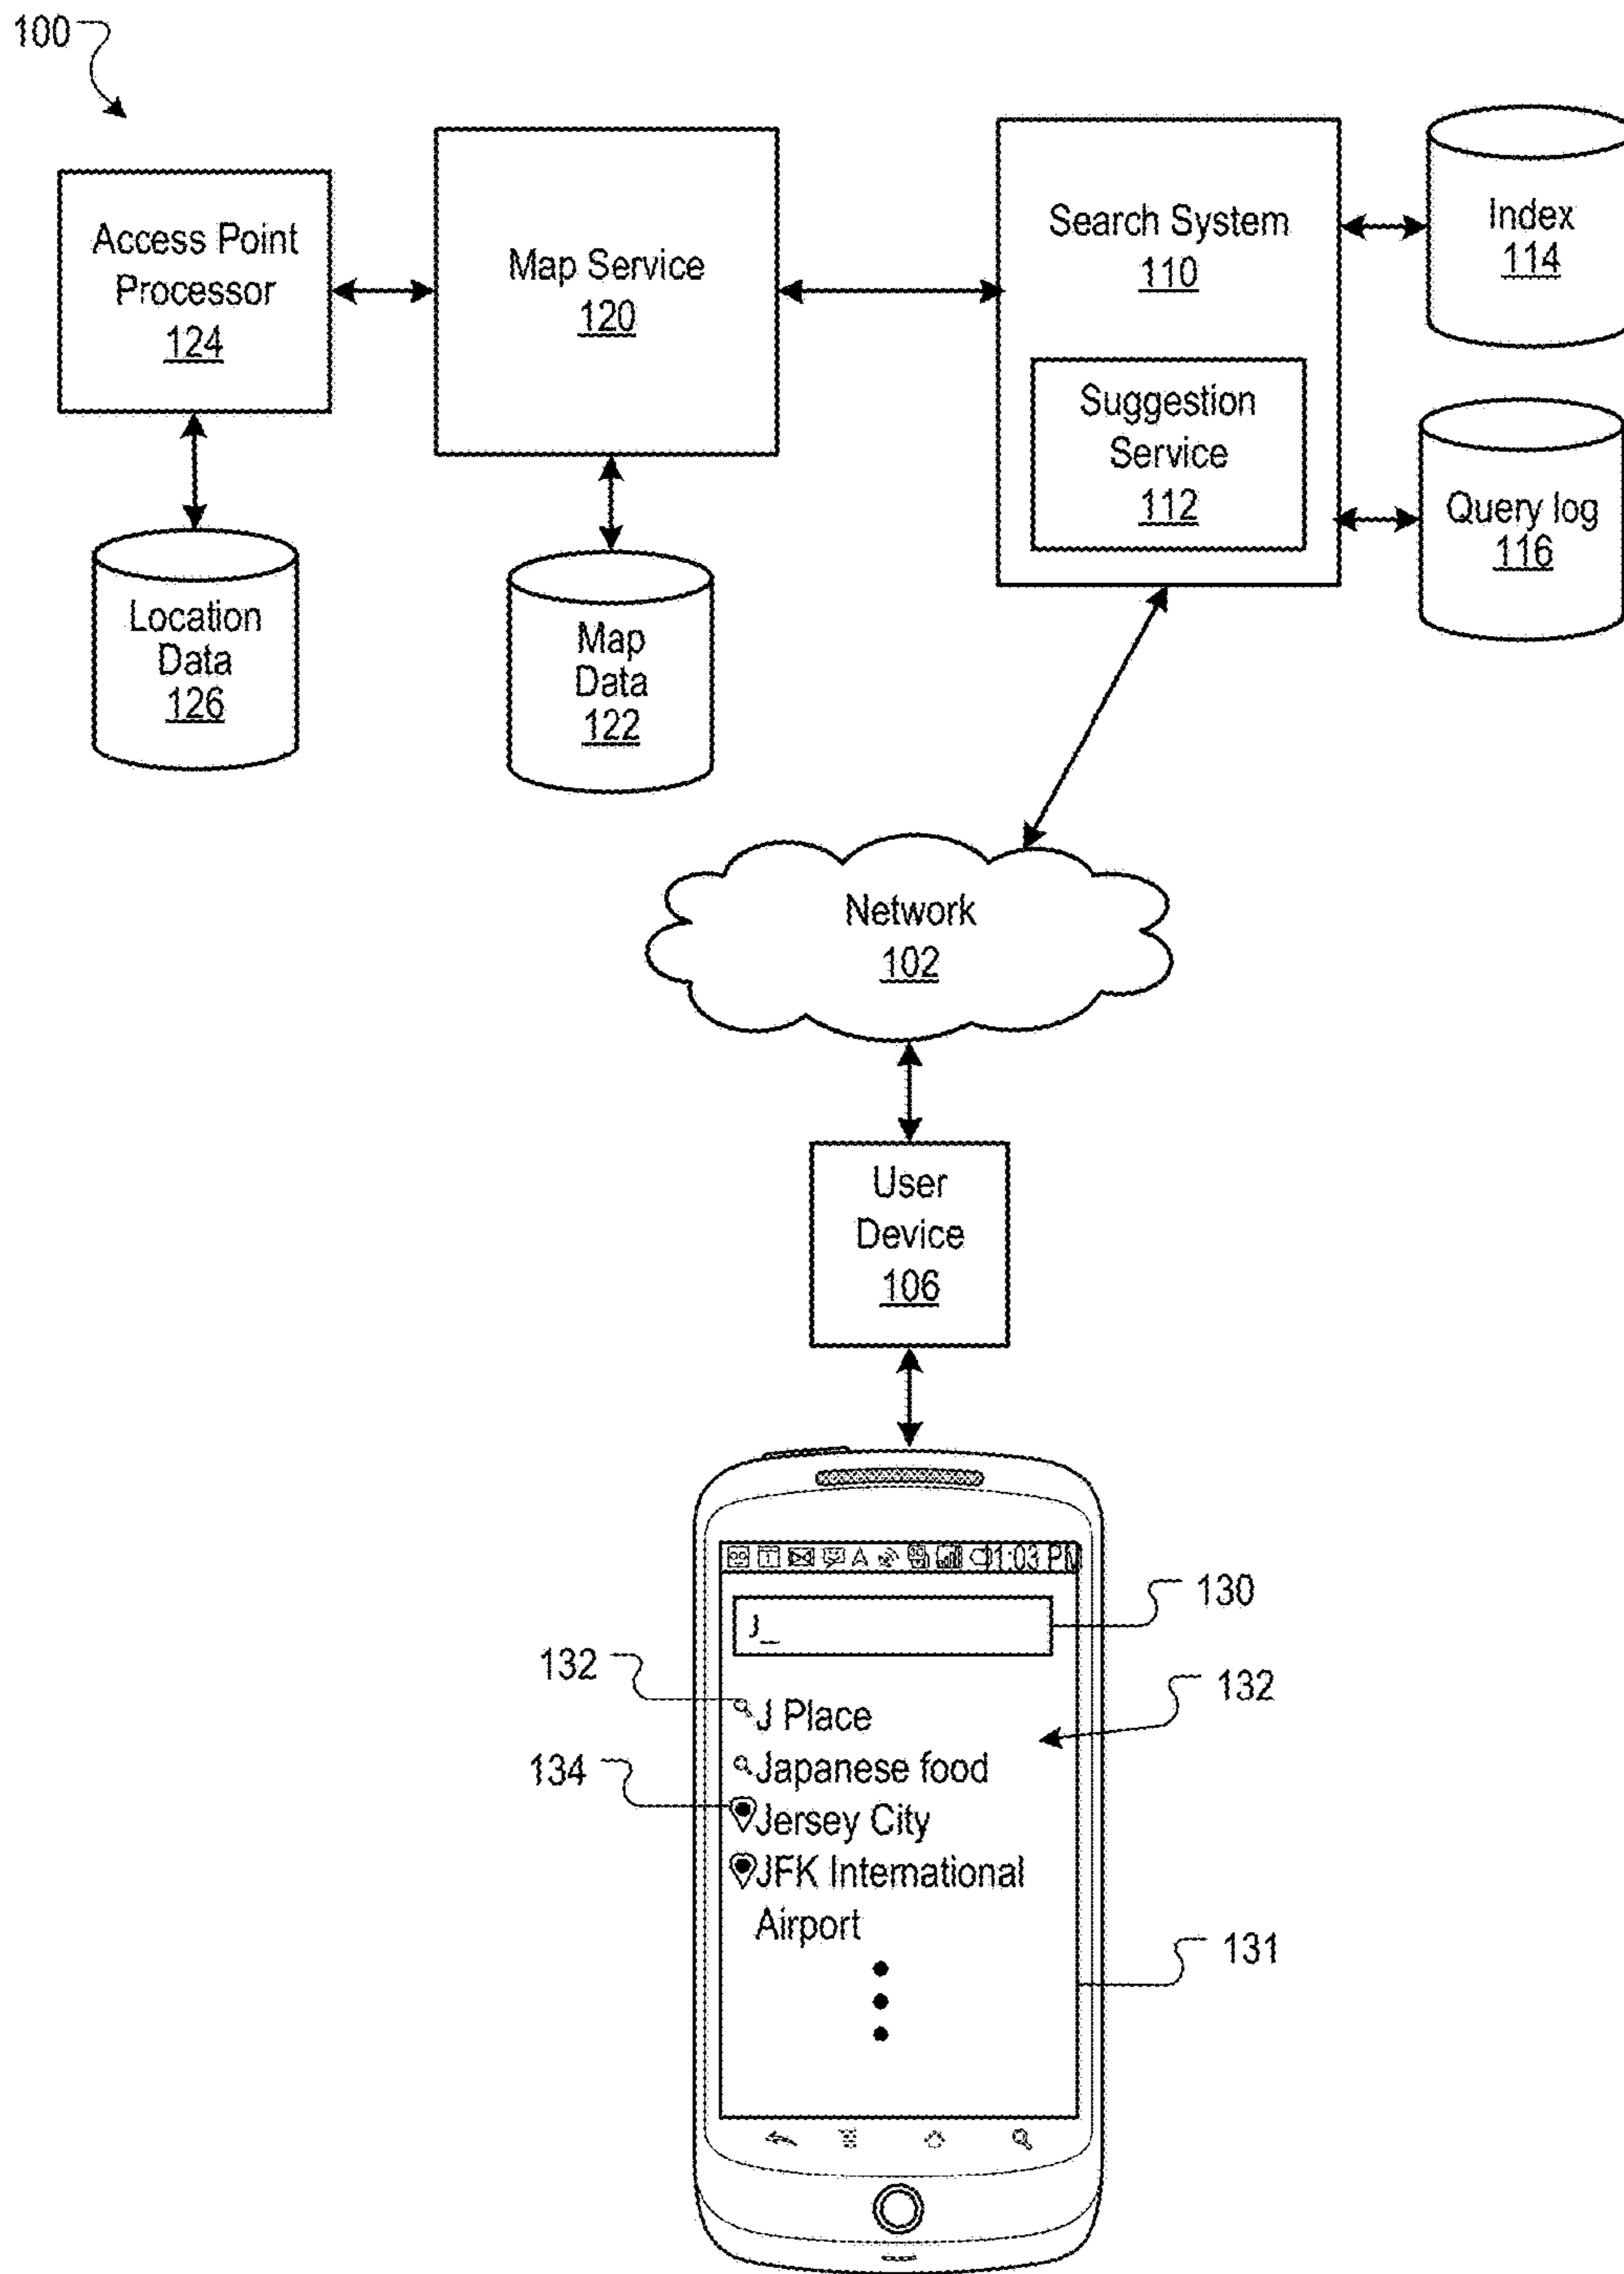 100
Access Point
Processor
124
Map Service
120
Search System
110
Suggestion
Service
112
Index
114
Query log
116
Location
Data
126
Map
Data
122
Network
102
User
Device
106
11:03 PM
130
J_
132
132
J Place
134
Japanese food
Jersey City
JFK International
Airport
131